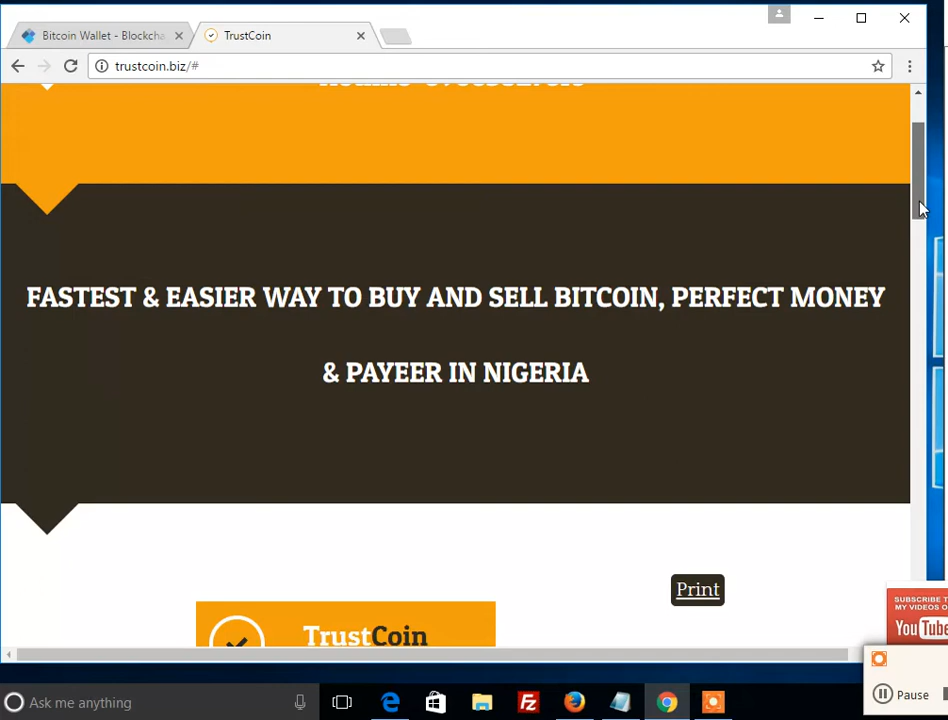 Bitcoin Wallet - Blockcha
TrustCoin
trustcoin.biz/#
FASTEST & EASIER WAY TO BUY AND SELL BITCOIN, PERFECT MONEY
& PAYEER IN NIGERIA
Print
TrustCoin
SUBSCRIBE T
MY VIDEOS O
YouTube
Pause
Ask me anything